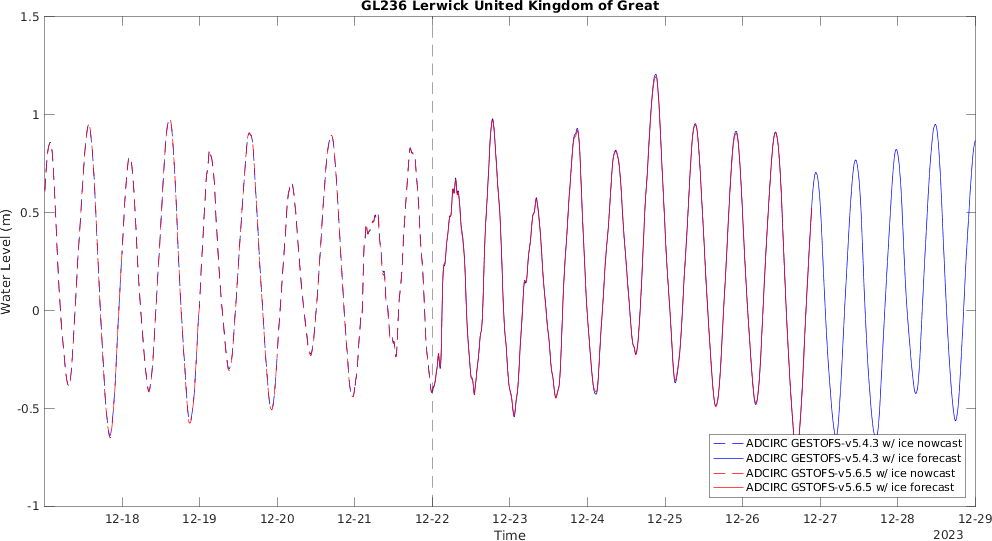 GL236 Lerwick United Kingdom of Great
1.5
1
0.5
0
-0.5
-1
Water Level (m)
ADCIRC GESTOFS-v5.4.3 w/ ice nowcast
ADCIRC GESTOFS-v5.4.3 w/ ice forecast
ADCIRC GSTOFS-v5.6.5 w/ ice nowcast
ADCIRC GSTOFS-v5.6.5 w/ ice forecast
12-18 12-19 12-20 12-21 12-22 12-23 12-24 12-25 12-26 12-27 12-28 12-29
Time
2023